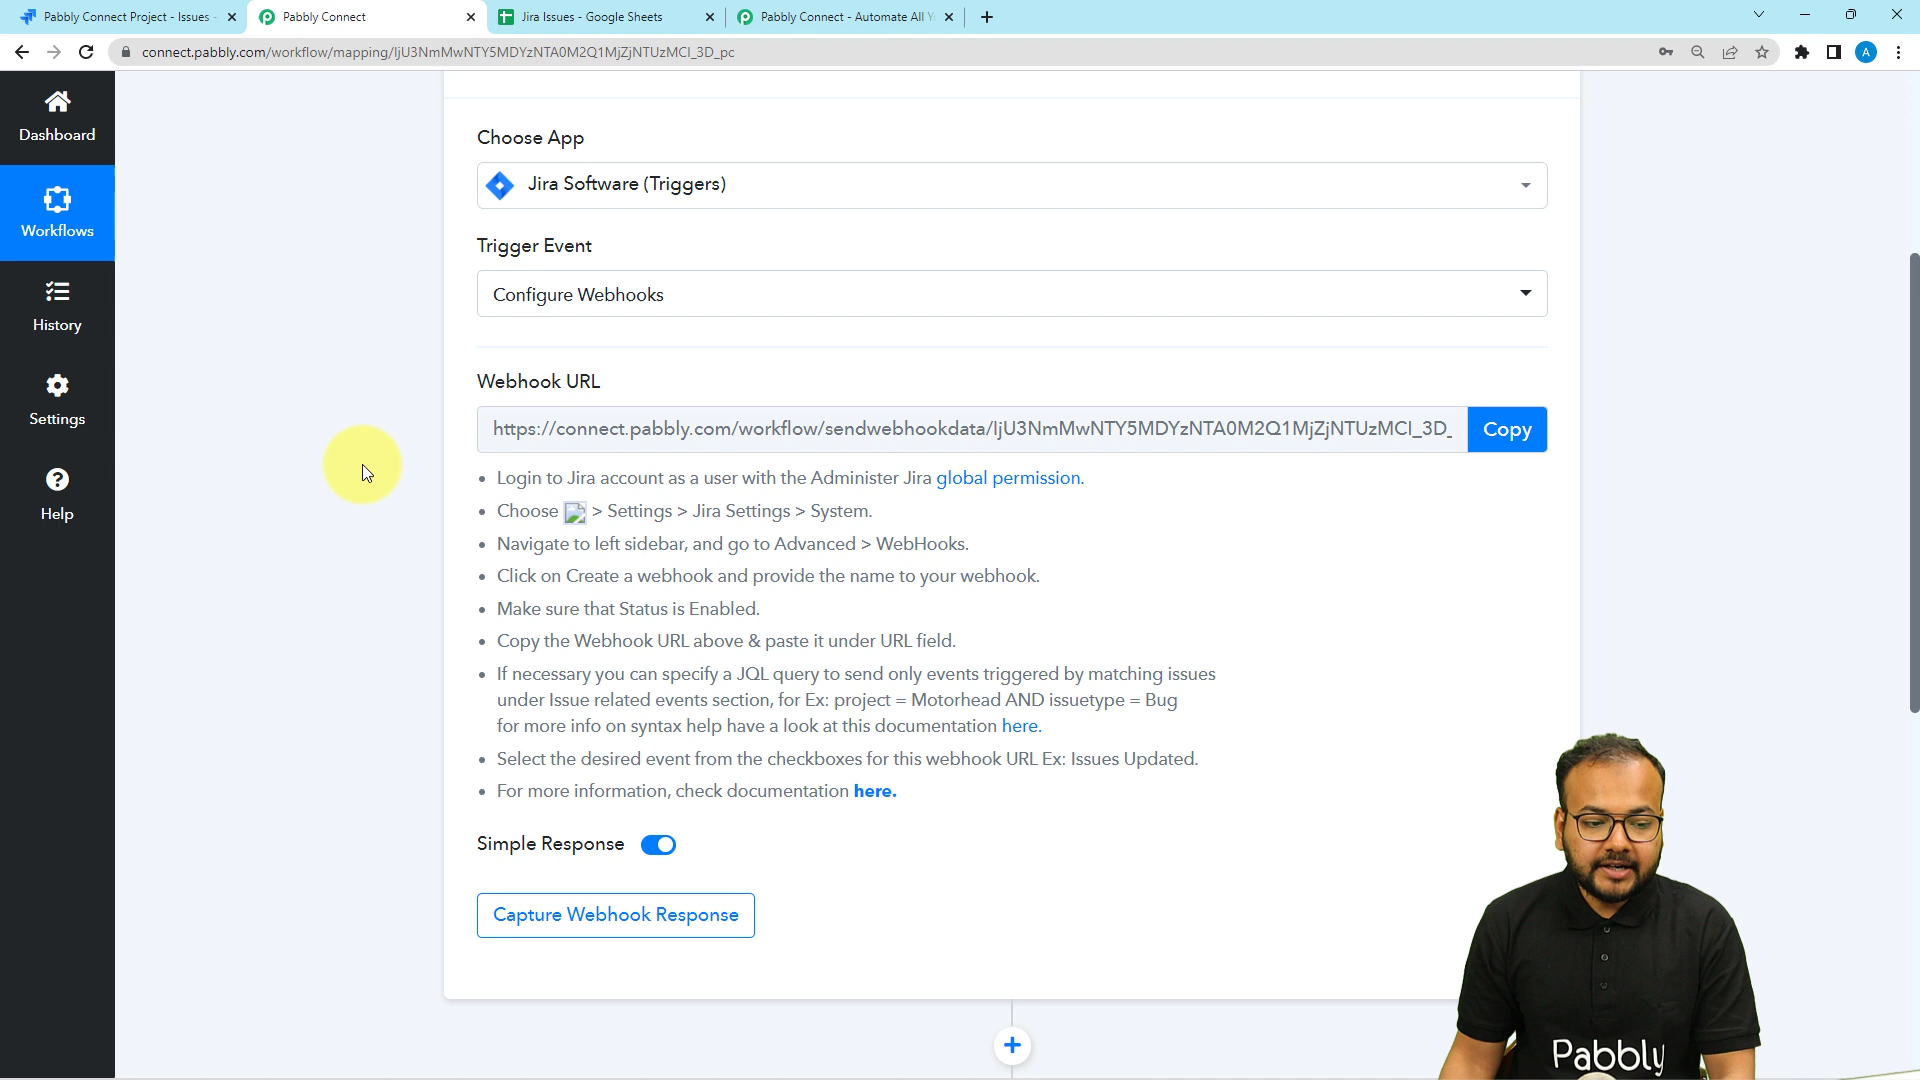 Pabbly Connect Project - Issues -
Pabbly Connect
Jira Issues - Google Sheets
Pabbly Connect - Automate All Y
connect.pabbly.com/workflow/mapping/IjU3NmMwNTY5MDYzNTA0M2Q1MjZjNTUzMCI_3D_pc
A
Dashboard
Workflows
History
Settings
Help
Choose App
Jira Software (Triggers)
Trigger Event
Configure Webhooks
Webhook URL
https://connect.pabbly.com/workflow/sendwebhookdata/IjU3NmMwNTY5MDYzNTA0M2Q1MjZjNTUzMCI_3D_
Copy
• Login to Jira account as a user with the Administer Jira global permission.
• Choose > Settings > Jira Settings > System.
• Navigate to left sidebar, and go to Advanced > WebHooks.
• Click on Create a webhook and provide the name to your webhook.
• Make sure that Status is Enabled.
• Copy the Webhook URL above & paste it under URL field.
• If necessary you can specify a JQL query to send only events triggered by matching issues
under Issue related events section, for Ex: project = Motorhead AND issuetype = Bug
for more info on syntax help have a look at this documentation here.
• Select the desired event from the checkboxes for this webhook URL Ex: Issues Updated.
• For more information, check documentation here.
Simple Response
Capture Webhook Response
Pabbly